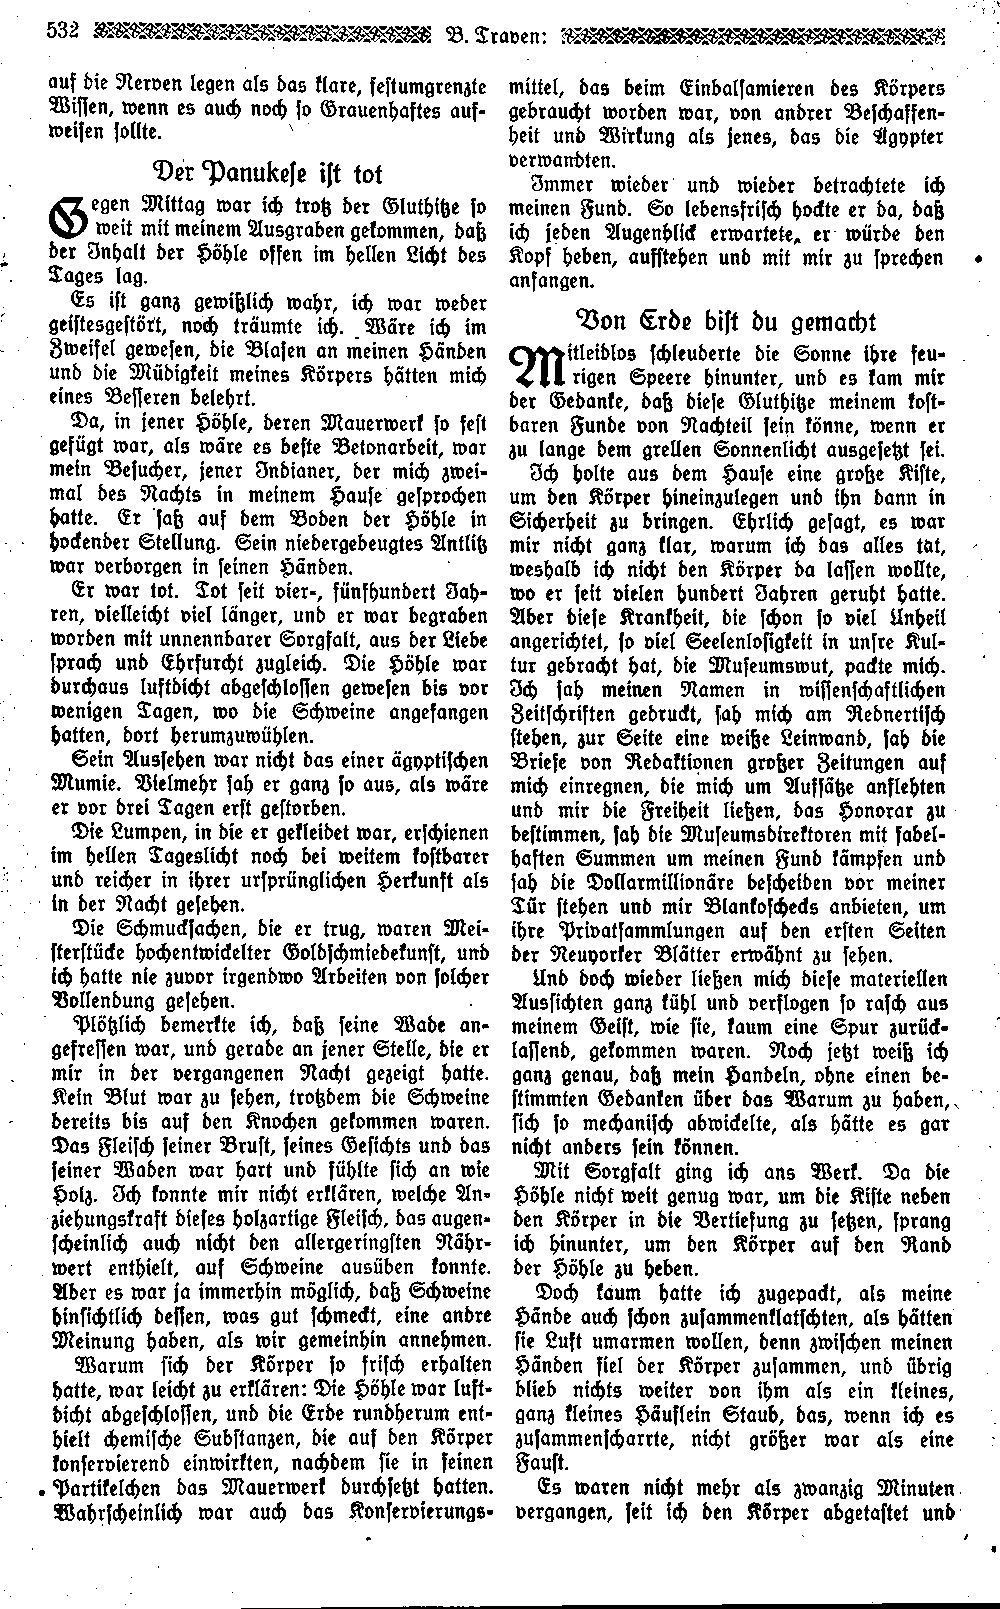 532 B. Traven:
auf die Nerven legen als das klare, festumgrenzte
Wissen, wenn es auch noch so Grauenhaftes auf-
weisen sollte.
Der Panukese ist tot
Gegen Mittag war ich trotz der Gluthitze so
weit mit meinem Ausgraben gekommen, daß
der Inhalt der Höhle offen im hellen Licht des
Tages lag.
Es ist ganz gewißlich wahr, ich war weder
geistesgestört, noch träumte ich. Wäre ich im
Zweifel gewesen, die Blasen an meinen Händen
und die Müdigkeit meines Körpers hätten mich
eines Besseren belehrt.
Da, in jener Höhle, deren Mauerwerk so fest
gefügt war, als wäre es beste Betonarbeit, war
mein Besucher, jener Indianer, der mich zwei-
mal des Nachts in meinem Hause gesprochen
hatte. Er saß auf dem Boden der Höhle in
hockender Stellung. Sein niedergebeugtes Antlitz
war verborgen in seinen Händen.
Er war tot. Tot seit vier-, fünfhundert Jah-
ren, vielleicht viel länger, und er war begraben
worden mit unnennbarer Sorgfalt, aus der Liebe
sprach und Ehrfurcht zugleich. Die Höhle war
durchaus luftdicht abgeschlossen gewesen bis vor
wenigen Tagen, wo die Schweine angefangen
hatten, dort herumzuwühlen.
Sein Aussehen war nicht das einer ägyptischen
Mumie. Vielmehr sah er ganz so aus, als wäre
er vor drei Tagen erst gestorben.
Die Lumpen, in die er gekleidet war, erschienen
im hellen Tageslicht noch bei weitem kostbarer
und reicher in ihrer ursprünglichen Herkunft als
in der Nacht gesehen.
Die Schmucksachen, die er trug, waren Mei-
sterstücke hochentwickelter Goldschmiedekunst, und
ich hatte nie zuvor irgendwo Arbeiten von solcher
Vollendung gesehen.
Plötzlich bemerkte ich, daß seine Wade an-
gefressen war, und gerade an jener Stelle, die er
mir in der vergangenen Nacht gezeigt hatte.
Kein Blut war zu sehen, trotzdem die Schweine
bereits bis auf den Knochen gekommen waren.
Das Fleisch seiner Brust, seines Gesichts und das
seiner Waden war hart und fühlte sich an wie
Holz. Ich konnte mir nicht erklären, welche An-
ziehungskraft dieses holzartige Fleisch, das augen-
scheinlich auch nicht den allergeringsten Nähr-
wert enthielt, auf Schweine ausüben konnte.
Aber es war ja immerhin möglich, daß Schweine
hinsichtlich dessen, was gut schmeckt, eine andre
Meinung haben, als wir gemeinhin annehmen.
Warum sich der Körper so frisch erhalten
hatte, war leicht zu erklären: Die Höhle war luft-
dicht abgeschlossen, und die Erde rundherum ent-
hielt chemische Substanzen, die auf den Körper
konservierend einwirkten, nachdem sie in feinen
Partikelchen das Mauerwerk durchsetzt hatten.
Wahrscheinlich war auch das Konservierungs-
mittel, das beim Einbalsamieren des Körpers
gebraucht worden war, von andrer Beschaffen-
heit und Wirkung als jenes, das die Ägypter
verwandten.
Immer wieder und wieder betrachtete ich
meinen Fund. So lebensfrisch hockte er da, daß
ich jeden Augenblick erwartete, er würde den
Kopf heben, aufstehen und mit mir zu sprechen
anfangen.
Von Erde bist du gemacht
Mitleidlos schleuderte die Sonne ihre feu-
rigen Speere hinunter, und es kam mir
der Gedanke, daß diese Gluthitze meinem kost-
baren Funde von Nachteil sein könne, wenn er
zu lange dem grellen Sonnenlicht ausgesetzt sei.
Ich holte aus dem Hause eine große Kiste,
um den Körper hineinzulegen und ihn dann in
Sicherheit zu bringen. Ehrlich gesagt, es war
mir nicht ganz klar, warum ich das alles tat,
weshalb ich nicht den Körper da lassen wollte,
wo er seit vielen hundert Jahren geruht hatte.
Aber diese Krankheit, die schon so viel Unheil
angerichtet, so viel Seelenlosigkeit in unsre Kul-
tur gebracht hat, die Museumswut, packte mich.
Ich sah meinen Namen in wissenschaftlichen
Zeitschriften gedruckt, sah mich am Rednertisch
stehen, zur Seite eine weiße Leinwand, sah die
Briefe von Redaktionen großer Zeitungen auf
mich einregnen, die mich um Aufsätze anflehten
und mir die Freiheit ließen, das Honorar zu
bestimmen, sah die Museumsdirektoren mit fabel-
haften Summen um meinen Fund kämpfen und
sah die Dollarmillionäre bescheiden vor meiner
Tür stehen und mir Blankoschecks anbieten, um
ihre Privatsammlungen auf den ersten Seiten
der Neuyorker Blätter erwähnt zu sehen.
Und doch wieder ließen mich diese materiellen
Aussichten ganz kühl und verflogen so rasch aus
meinem Geist, wie sie, kaum eine Spur zurück-
lassend, gekommen waren. Noch jetzt weiß ich
ganz genau, daß mein Handeln, ohne einen be-
stimmten Gedanken über das Warum zu haben,
sich so mechanisch abwickelte, als hätte es gar
nicht anders sein können.
Mit Sorgfalt ging ich ans Werk. Da die
Höhle nicht weit genug war, um die Kiste neben
den Körper in die Vertiefung zu setzen, sprang
ich hinunter, um den Körper auf den Rand
der Höhle zu heben.
Doch kaum hatte ich zugepackt, als meine
Hände auch schon zusammenklatschten, als hätten
sie Luft umarmen wollen, denn zwischen meinen
Händen fiel der Körper zusammen, und übrig
blieb nichts weiter von ihm als ein kleines,
ganz kleines Häuflein Staub, das, wenn ich es
zusammenscharrte, nicht größer war als eine
Faust.
Es waren nicht mehr als zwanzig Minuten
vergangen, seit ich den Körper abgetastet und